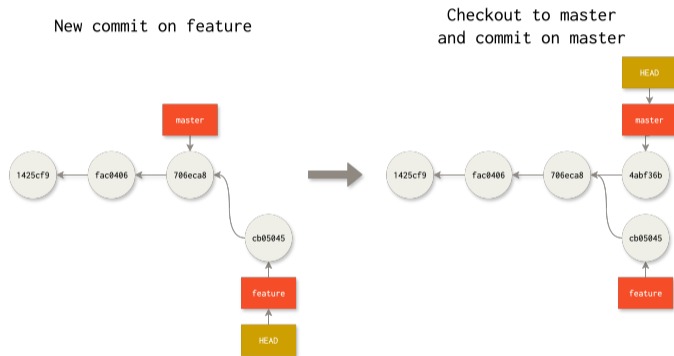 New commit on feature
master
1425cf9
fac0406
706eca8
cb05045
feature
HEAD
Checkout to master
and commit on master
HEAD
master
1425cf9
fac0406
706eca8
4abf36b
cb05045
feature